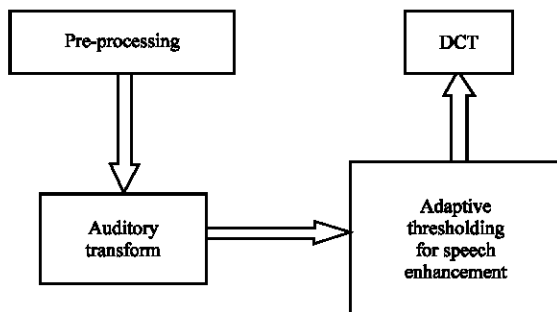 Pre-processing
DCT
Auditory
transform
Adaptive
thresholding
for speech
enhancement